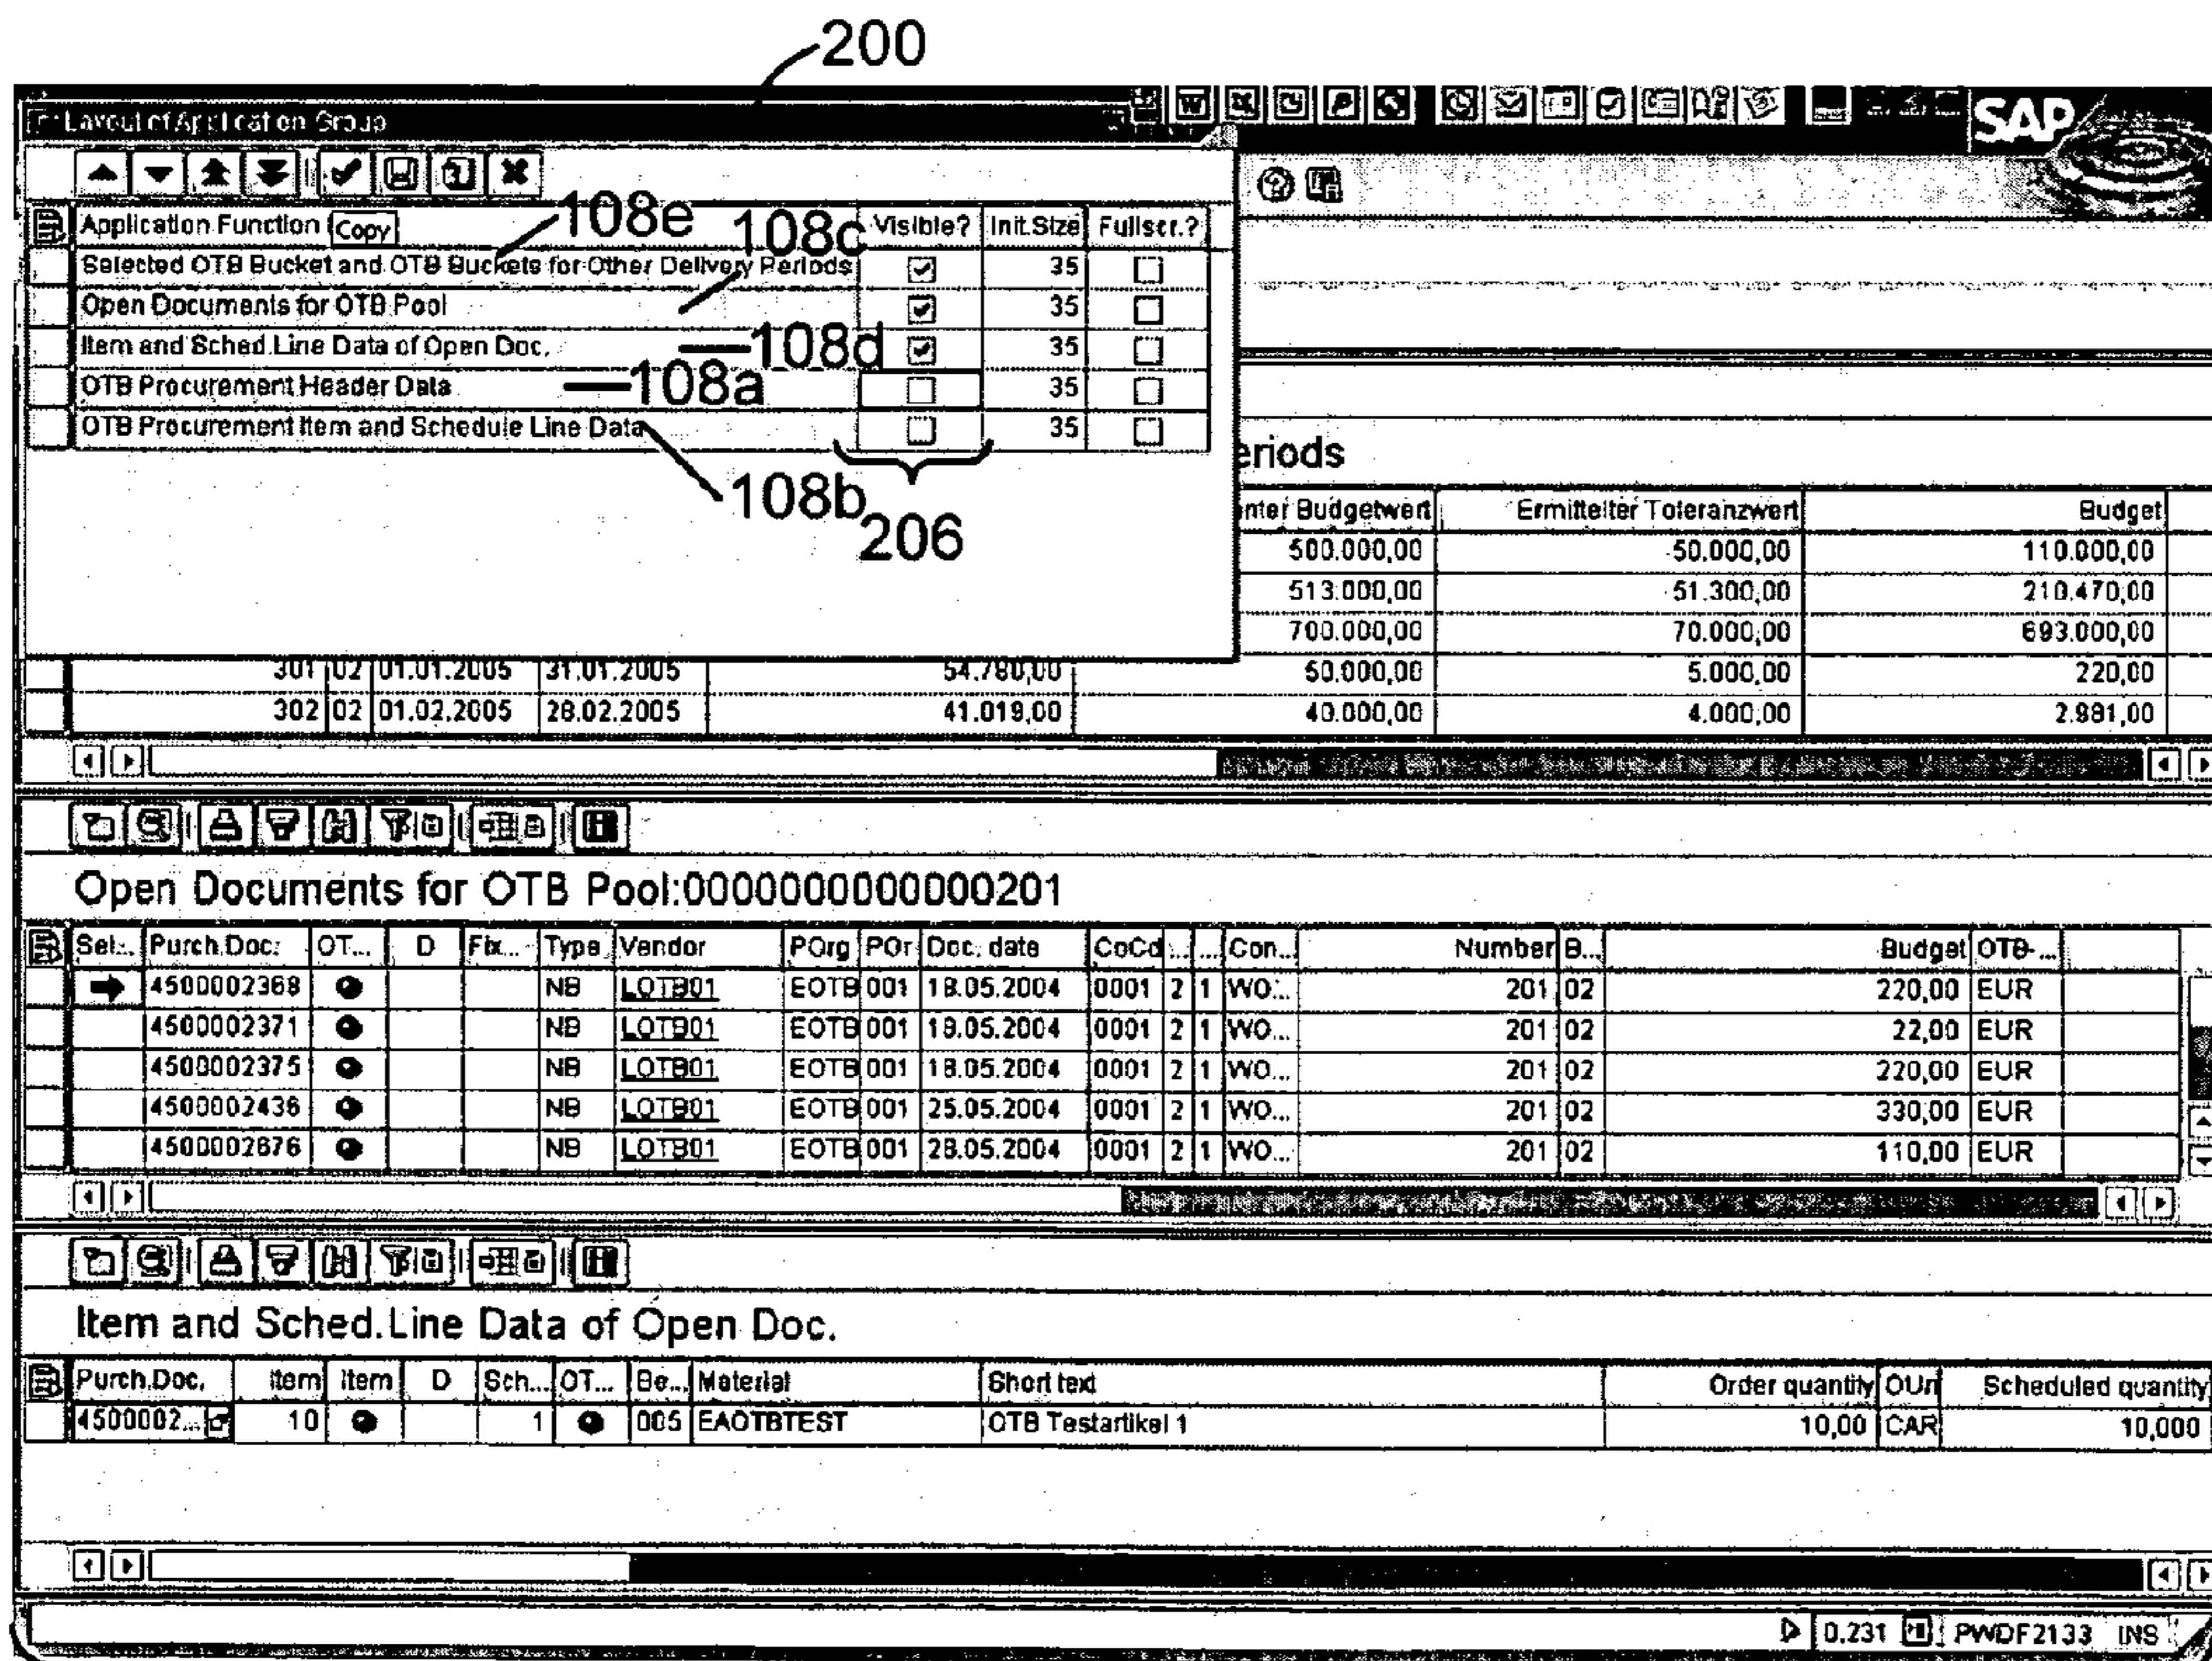 200
Layout of Application Group
SAP
Application Function Copy 108e 108c Visible? Init.Size Fullscr.?
Selected OTB Bucket and OTB Buckets for Other Delivery Periods 35
Open Documents for OTB Pool 35
Item and Sched.Line Data of Open Doc. 108d 35
OTB Procurement Header Data 108a 35
OTB Procurement Item and Schedule Line Data 35
108b
206
eriods
nter Budgetwert Ermittelter Toleranzwert Budget
500.000,00 50.000,00 110.000,00
513.000,00 51.300,00 210.470,00
700.000,00 70.000,00 693.000,00
301 02 01.01.2005 31.01.2005 54.780,00 50.000,00 5.000,00 220,00
302 02 01.02.2005 28.02.2005 41.019,00 40.000,00 4.000,00 2.981,00
Open Documents for OTB Pool:0000000000000201
Sel... Purch.Doc. OT... D Fix... Type Vendor POrg PGr Doc. date CoCd ... ... Con... Number B... Budget OTB-...
4500002368 NB LOTB01 EOTB 001 18.05.2004 0001 2 1 WO... 201 02 220,00 EUR
4500002371 NB LOTB01 EOTB 001 18.05.2004 0001 2 1 WO... 201 02 22,00 EUR
4500002375 NB LOTB01 EOTB 001 18.05.2004 0001 2 1 WO... 201 02 220,00 EUR
4500002436 NB LOTB01 EOTB 001 25.05.2004 0001 2 1 WO... 201 02 330,00 EUR
4500002676 NB LOTB01 EOTB 001 28.05.2004 0001 2 1 WO... 201 02 110,00 EUR
Item and Sched.Line Data of Open Doc.
Purch.Doc. Item Item D Sch... OT... Be... Material Short text Order quantity OUn Scheduled quantity
4500002... 10 1 005 EAOTBTEST OTB Testartikel 1 10,00 CAR 10,000
0.231 PWDF2133 INS